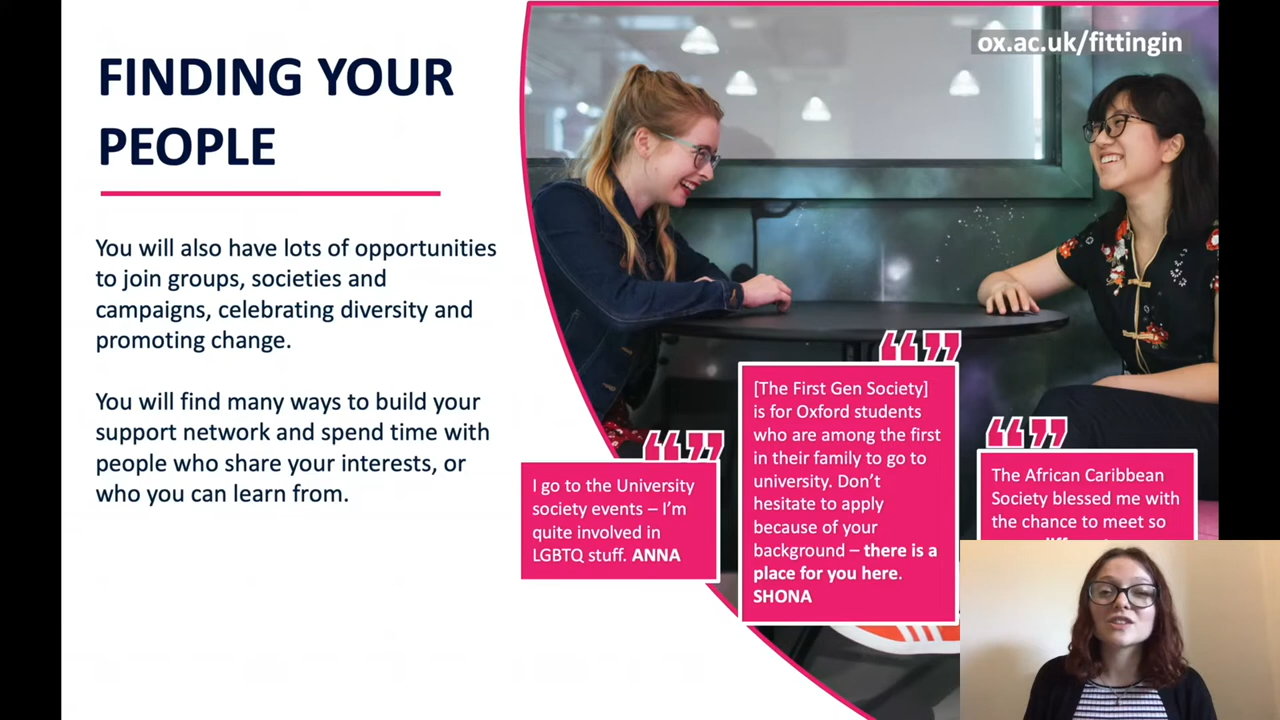 ox.ac.uk/fittingin
FINDING YOUR
PEOPLE
You will also have lots of opportunities
to join groups, societies and
campaigns, celebrating diversity and
promoting change.
You will find many ways to build your
support network and spend time with
people who share your interests, or
who you can learn from.
I go to the University
society events – I’m
quite involved in
LGBTQ stuff. ANNA
[The First Gen Society]
is for Oxford students
who are among the first
in their family to go to
university. Don’t
hesitate to apply
because of your
background – there is a
place for you here.
SHONA
The African Caribbean
Society blessed me with
the chance to meet so